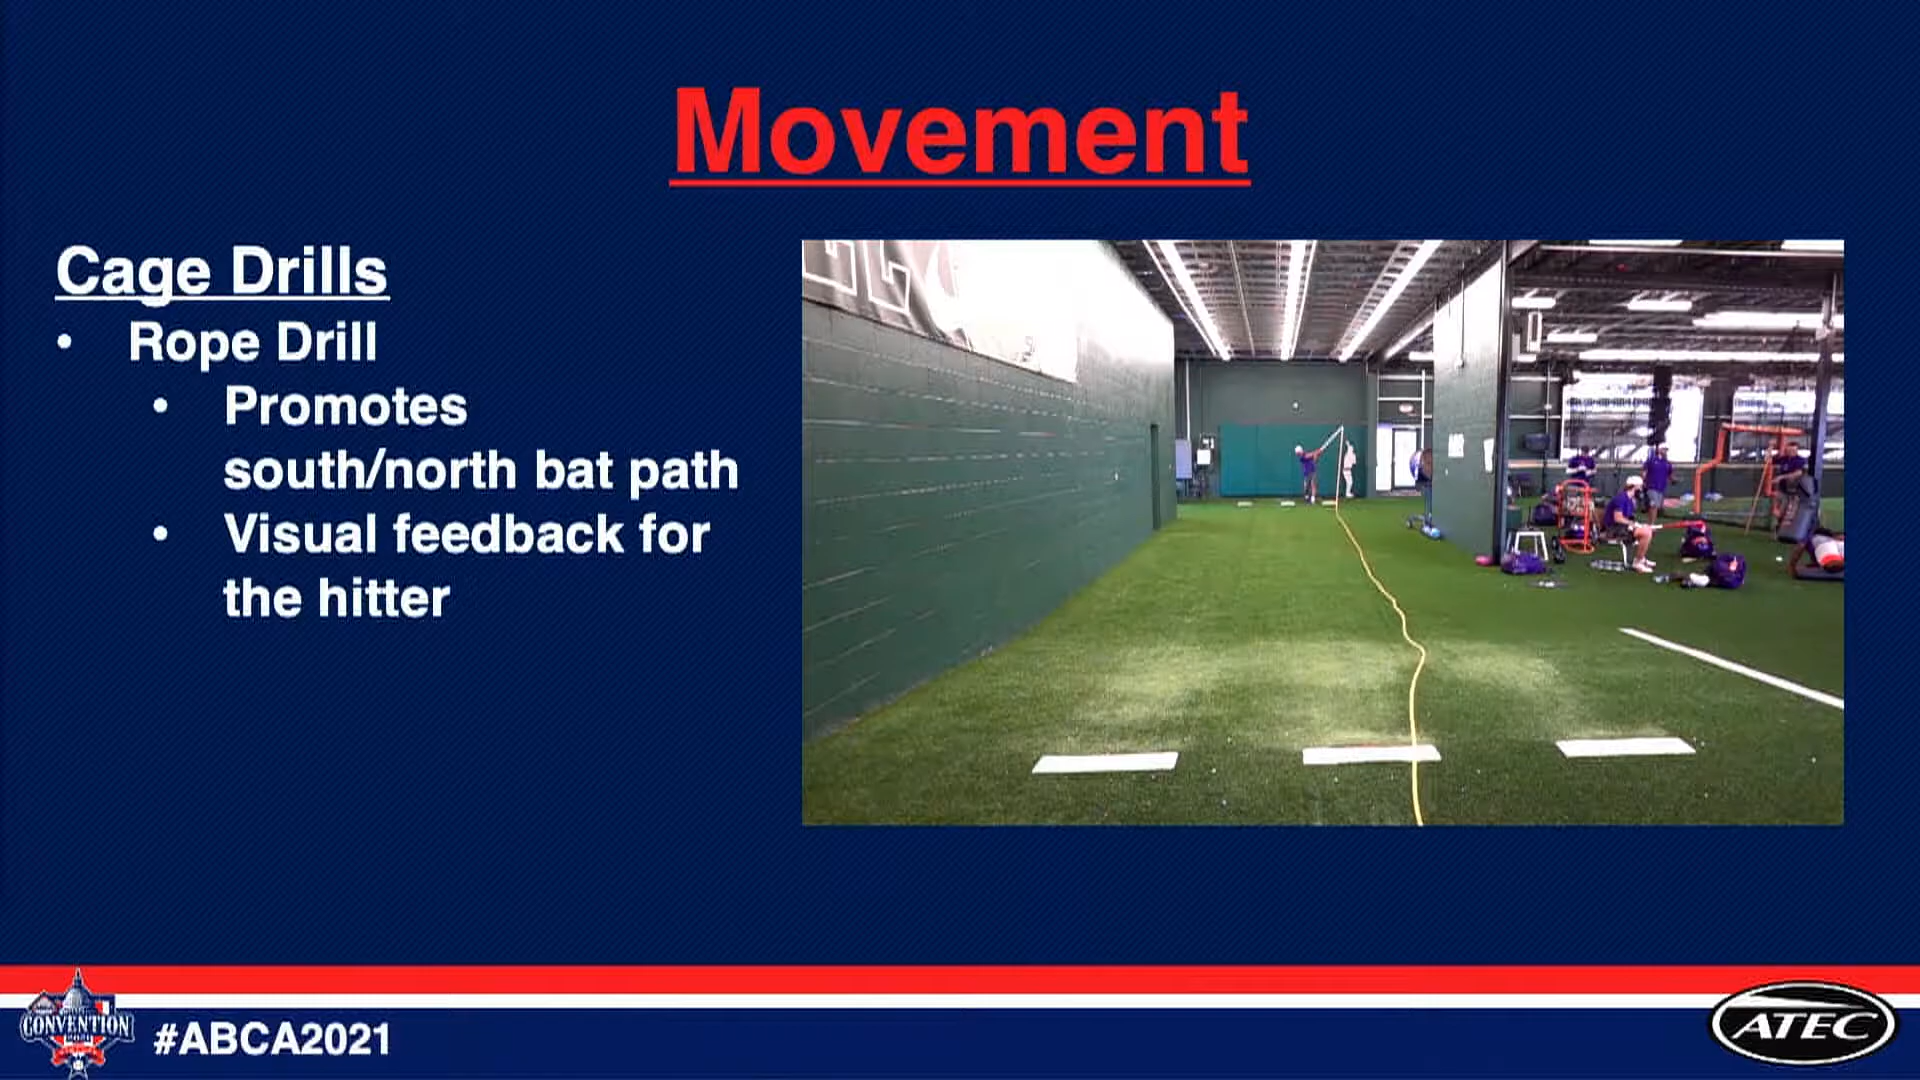 Movement
Cage Drills
• Rope Drill
• Promotes
south/north bat path
• Visual feedback for
the hitter
CONVENTION
#ABCA2021
ATEC